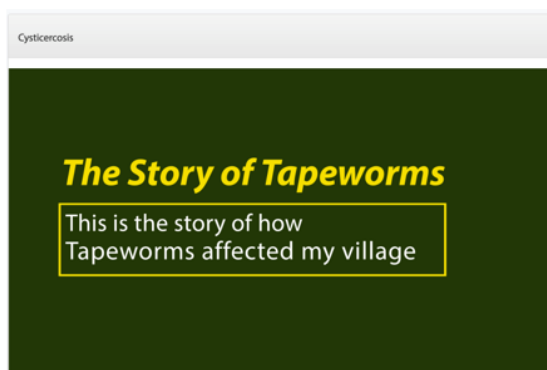 Cysticercosis
The Story of Tapeworms
This is the story of how
Tapeworms affected my village